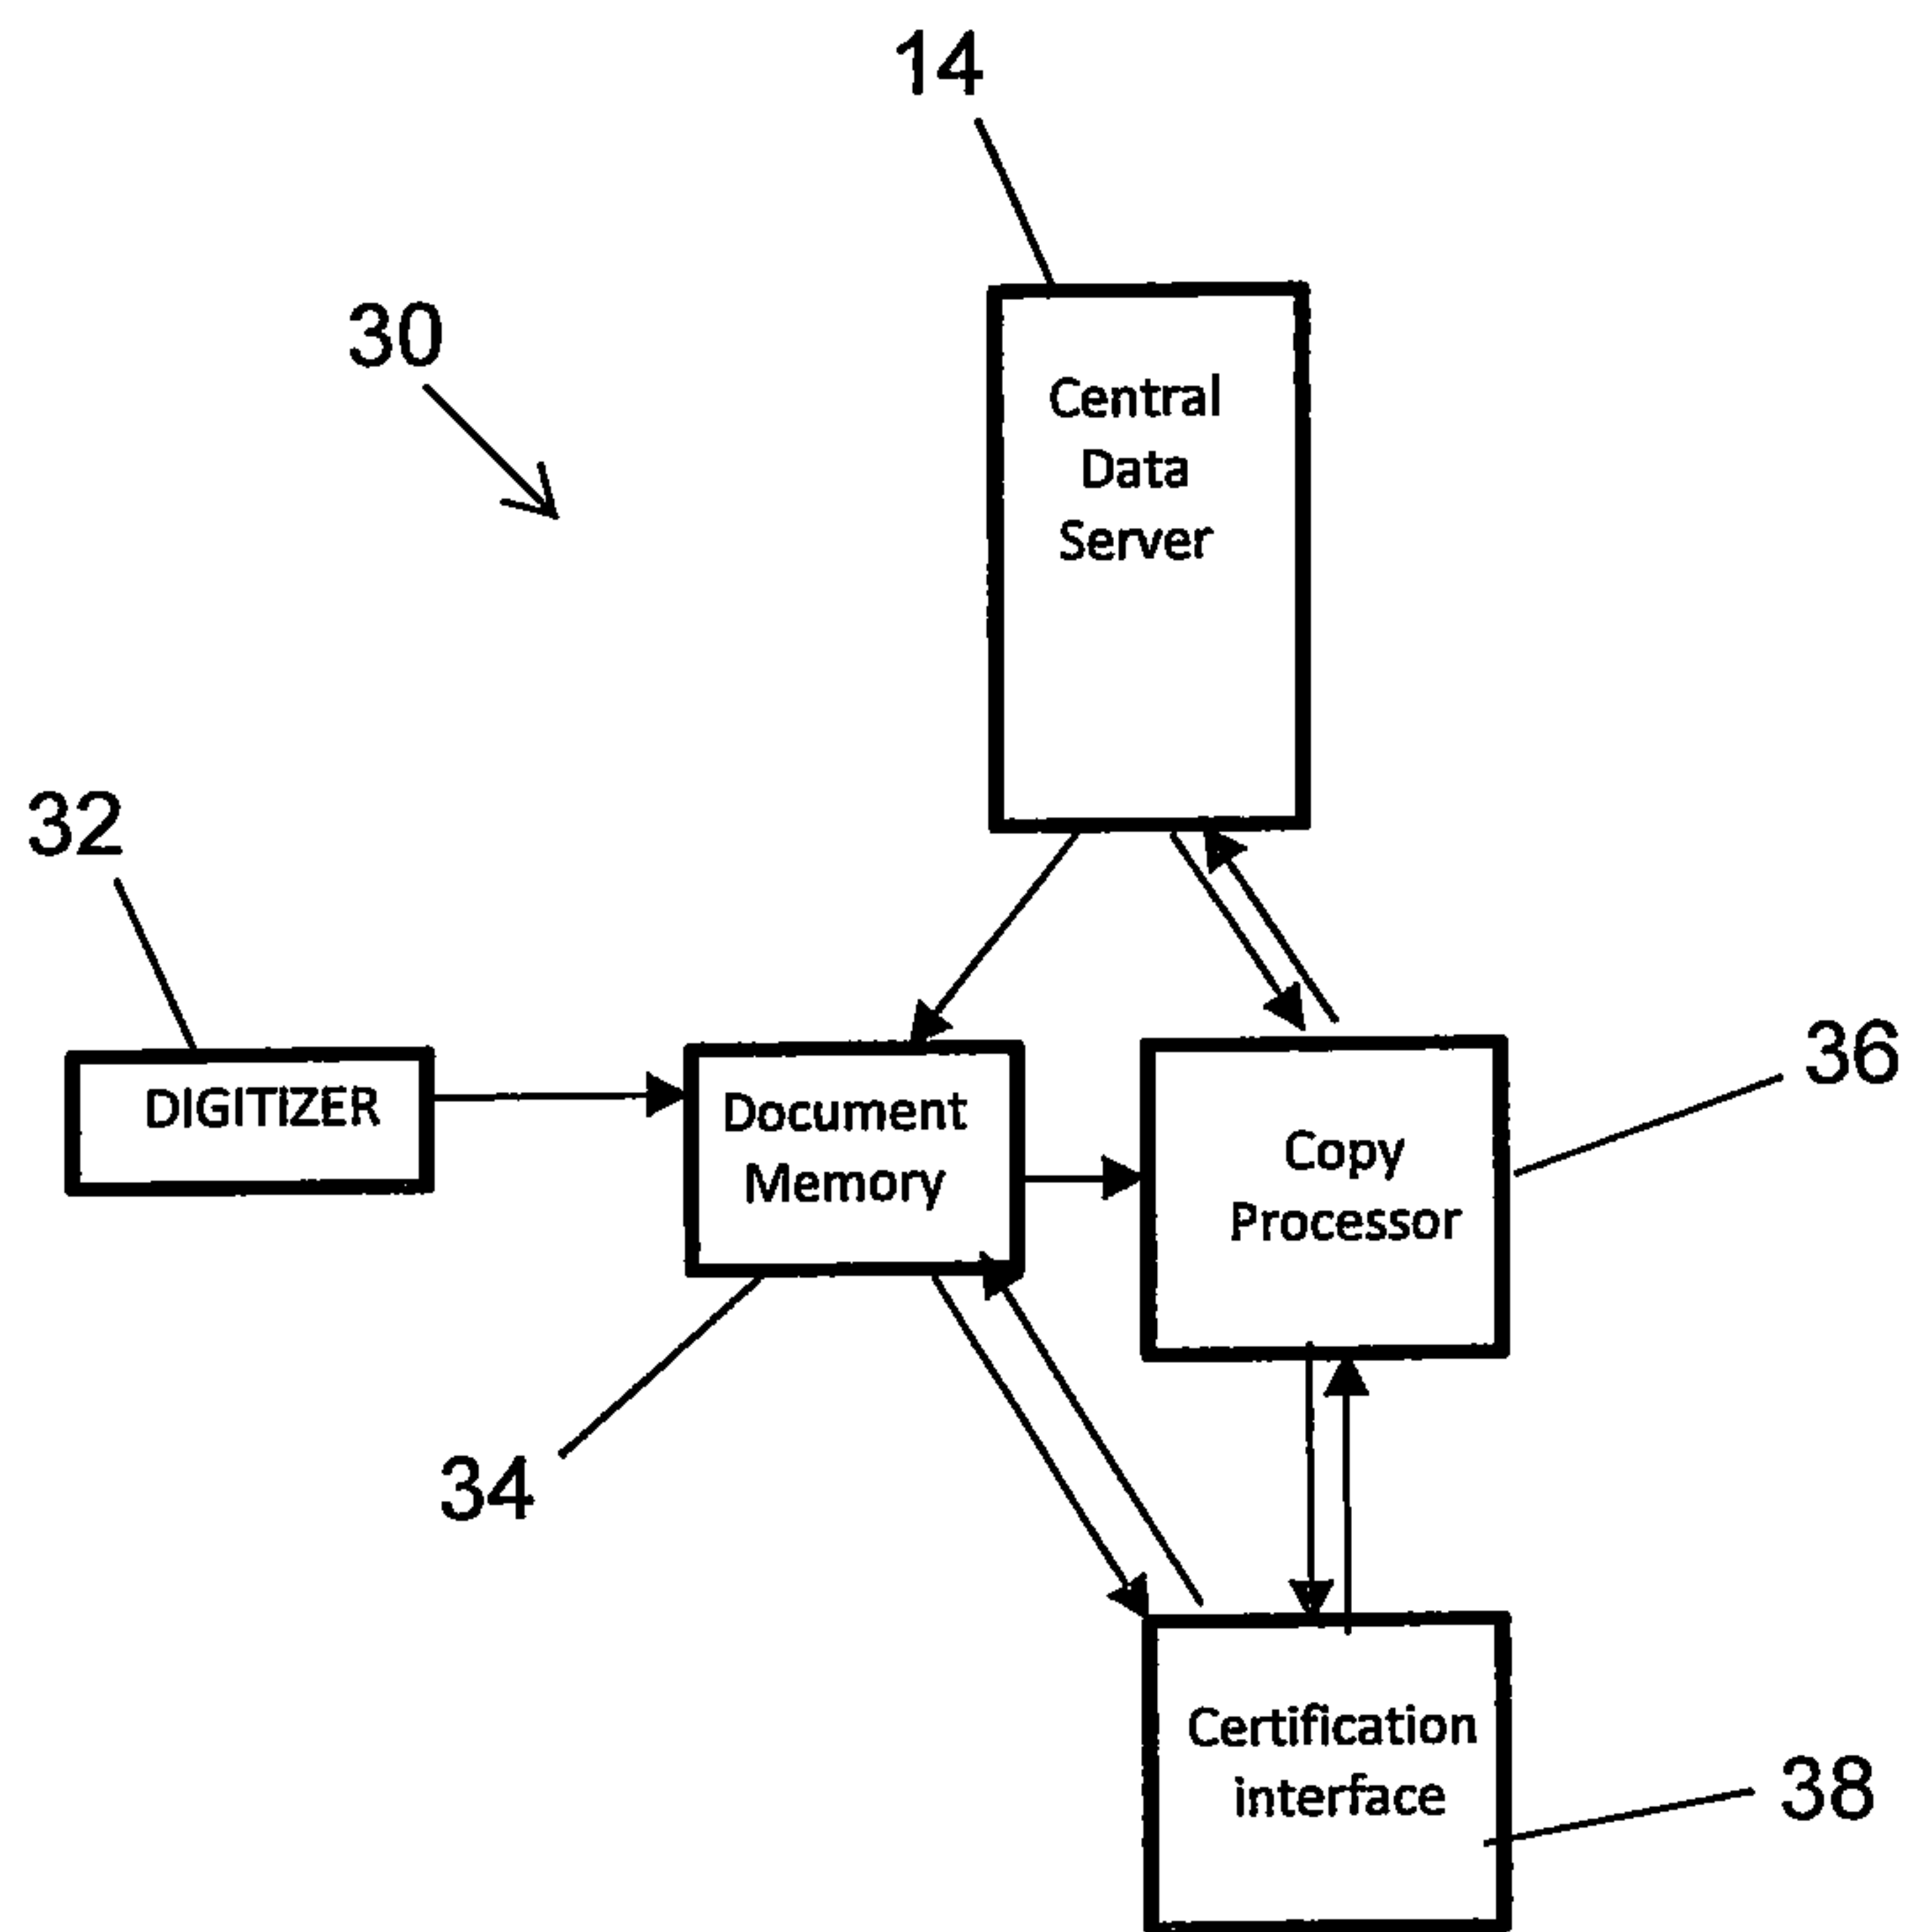 14
30
Central
Data
Server
32
DIGITIZER
Document
Memory
36
Copy
Processor
34
Certification
interface
38